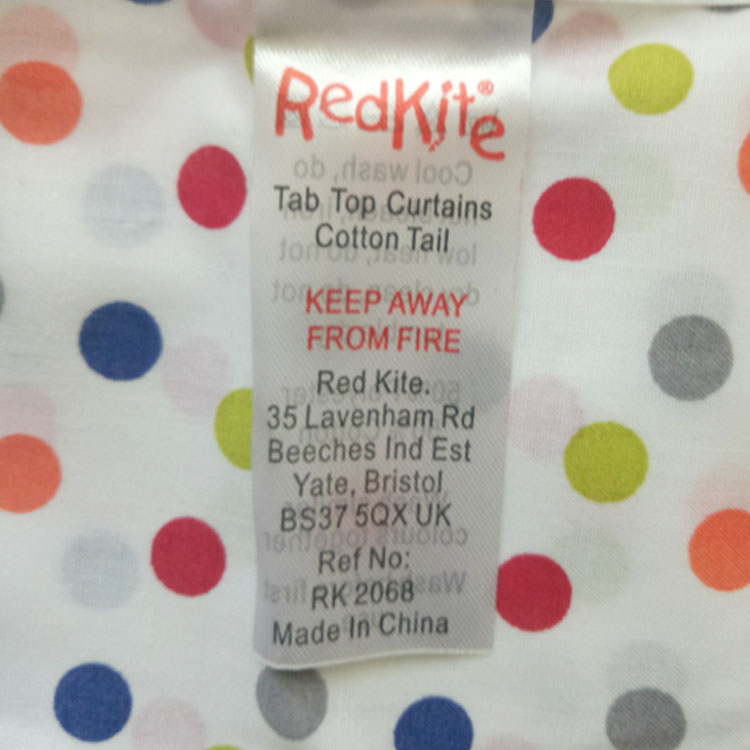 RedKite®
Tab Top Curtains
Cotton Tail
KEEP AWAY
FROM FIRE
Red Kite.
35 Lavenham Rd
Beeches Ind Est
Yate, Bristol
BS37 5QX UK
Ref No:
RK 2068
Made In China